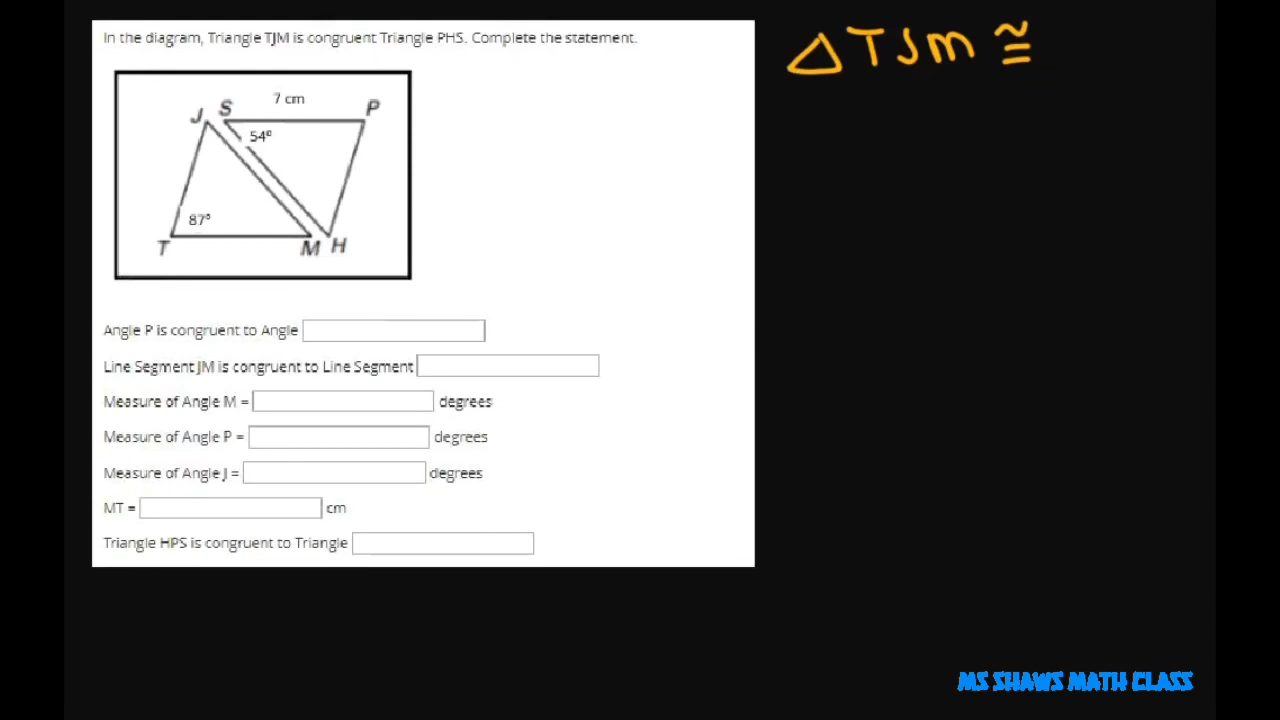 In the diagram, Triangle TJM is congruent Triangle PHS. Complete the statement.
△TJM ≅
7 cm
J S P
54°
87°
T M H
Angle P is congruent to Angle
Line Segment JM is congruent to Line Segment
Measure of Angle M = degrees
Measure of Angle P = degrees
Measure of Angle J = degrees
MT = cm
Triangle HPS is congruent to Triangle
MS SHAWS MATH CLASS